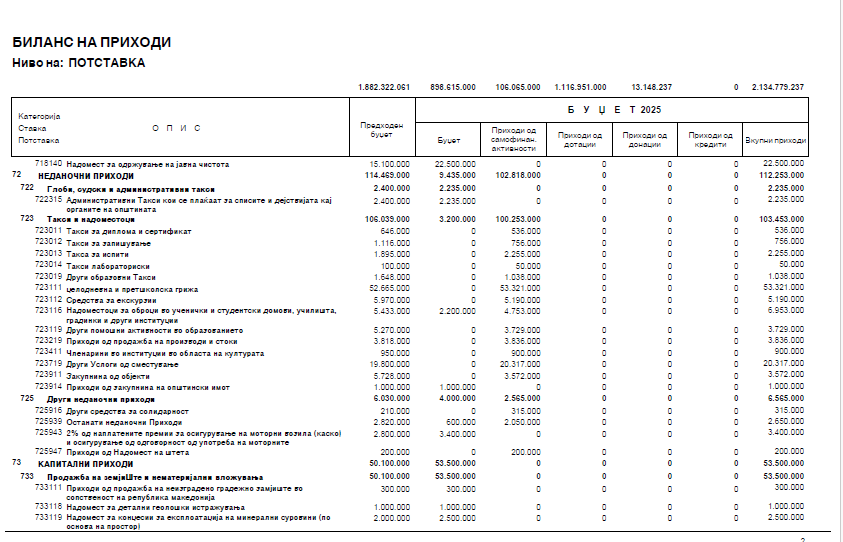 БИЛАНС НА ПРИХОДИ
Ниво на: ПОТСТАВКА
1.882.322.061 898.615.000 106.065.000 1.116.951.000 13.148.237 0 2.134.779.237
Категорија
Ставка
Потставка
О П И С
Предходен буџет
Б У Џ Е Т 2025
Буџет
Приходи од самофинан. активности
Приходи од дотации
Приходи од донации
Приходи од кредити
Вкупни приходи
718140 Надомест за одржување на јавна чистота 15.100.000 22.500.000 0 0 0 0 22.500.000
72 НЕДАНОЧНИ ПРИХОДИ 114.469.000 9.435.000 102.818.000 0 0 0 112.253.000
722 Глоби, судски и административни такси 2.400.000 2.235.000 0 0 0 0 2.235.000
722315 Административни Такси кои се плаќаат за списите и дејствијата кај 2.400.000 2.235.000 0 0 0 0 2.235.000
органите на општината
723 Такси и надоместоци 106.039.000 3.200.000 100.253.000 0 0 0 103.453.000
723011 Такси за диплома и сертификат 646.000 0 536.000 0 0 0 536.000
723012 Такси за запишување 1.116.000 0 756.000 0 0 0 756.000
723013 Такса за испити 1.895.000 0 2.255.000 0 0 0 2.255.000
723014 Такси лабораториски 100.000 0 50.000 0 0 0 50.000
723019 Други образовни Такси 1.648.000 0 1.038.000 0 0 0 1.038.000
723111 целодневна и претшколска грижа 52.665.000 0 53.321.000 0 0 0 53.321.000
723112 Средства за екскурзии 5.970.000 0 5.190.000 0 0 0 5.190.000
723116 Надоместоци за оброци во ученички и студентски домови, училишта, 5.433.000 2.200.000 4.753.000 0 0 0 6.953.000
градинки и други институции
723119 Други помошни активности во образованието 5.270.000 0 3.729.000 0 0 0 3.729.000
723219 Приходи од продажба на производи и стоки 3.818.000 0 3.836.000 0 0 0 3.836.000
723411 Членарини во институции во областа на културата 950.000 0 900.000 0 0 0 900.000
723719 Други Услоги од сместување 19.800.000 0 20.317.000 0 0 0 20.317.000
723911 Закупнина од објекти 5.728.000 0 3.572.000 0 0 0 3.572.000
723914 Приходи од закупнина на општински имот 1.000.000 1.000.000 0 0 0 0 1.000.000
725 Други неданочни приходи 6.030.000 4.000.000 2.565.000 0 0 0 6.565.000
725916 Други средства за солидарност 210.000 0 315.000 0 0 0 315.000
725939 Останати неданочни Приходи 2.820.000 600.000 2.050.000 0 0 0 2.650.000
725943 2% од наплатените премии за осигурување на моторни возила (каско) 2.800.000 3.400.000 0 0 0 0 3.400.000
и осигурување од одговорност од употреба на моторните
725947 Приходи од Надомест на штета 200.000 0 200.000 0 0 0 200.000
73 КАПИТАЛНИ ПРИХОДИ 50.100.000 53.500.000 0 0 0 0 53.500.000
733 Продажба на земјиШте и нематеријални вложувања 50.100.000 53.500.000 0 0 0 0 53.500.000
733111 Приходи од продажба на неизградено градежно замјиште во 300.000 300.000 0 0 0 0 300.000
сопственост на република македонија
733118 Надомест за детални геолошки истражувања 1.000.000 1.000.000 0 0 0 0 1.000.000
733119 Надомест за концесии за експлоатација на минерални суровини (по 2.000.000 2.500.000 0 0 0 0 2.500.000
основа на простор)
2